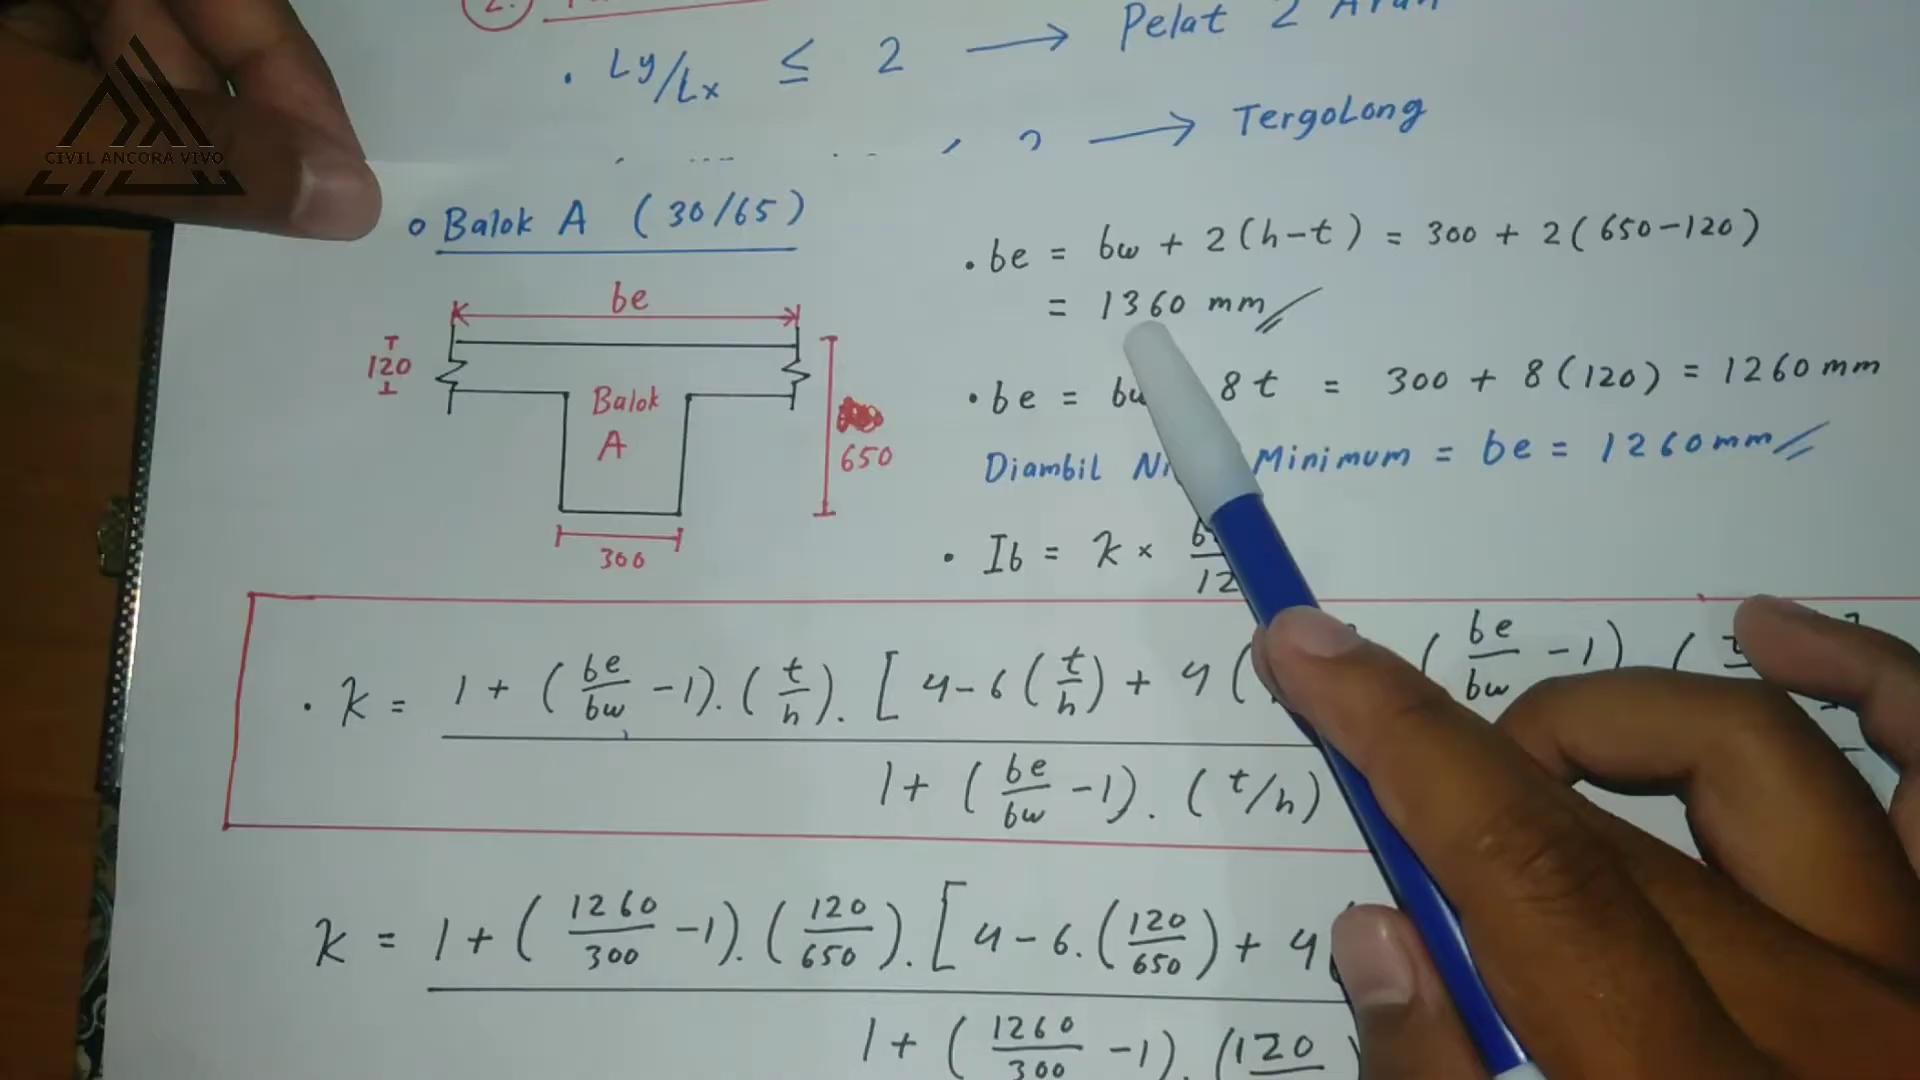 2.
Ly/Lx ≤ 2 → Pelat 2 Arah
→ Tergolong
CIVIL ANCORA VIVO
Balok A (30/65)
be
120
Balok
A
650
300
• be = bw + 2(h-t) = 300 + 2(650-120)
= 1360 mm
• be = 8t = 300 + 8(120) = 1260 mm
Diambil Minimum = be = 1260mm
• Ib = K ×
12
• K = 1 + (be/bw -1).(t/h).[4-6(t/h) + 4( (be/bw -1) (
1 + (be/bw -1).(t/h)
K = 1 + (1260/300 -1).(120/650).[4-6.(120/650) + 4
1 + (1260/300 -1).(120